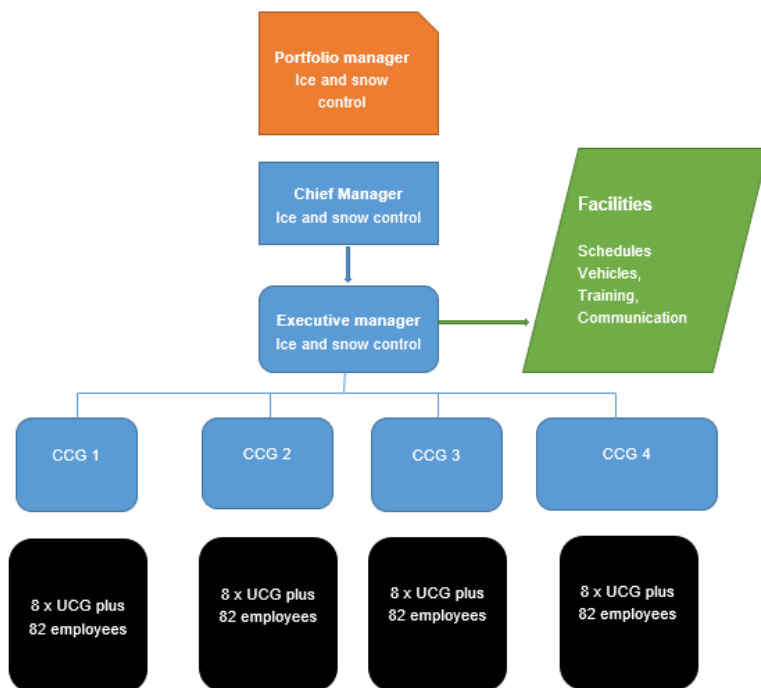 Portfolio manager
Ice and snow
control
Chief Manager
Ice and snow control
Executive manager
Ice and snow control
Facilities
Schedules
Vehicles,
Training,
Communication
CCG 1
CCG 2
CCG 3
CCG 4
8 x UCG plus
82 employees
8 x UCG plus
82 employees
8 x UCG plus
82 employees
8 x UCG plus
82 employees